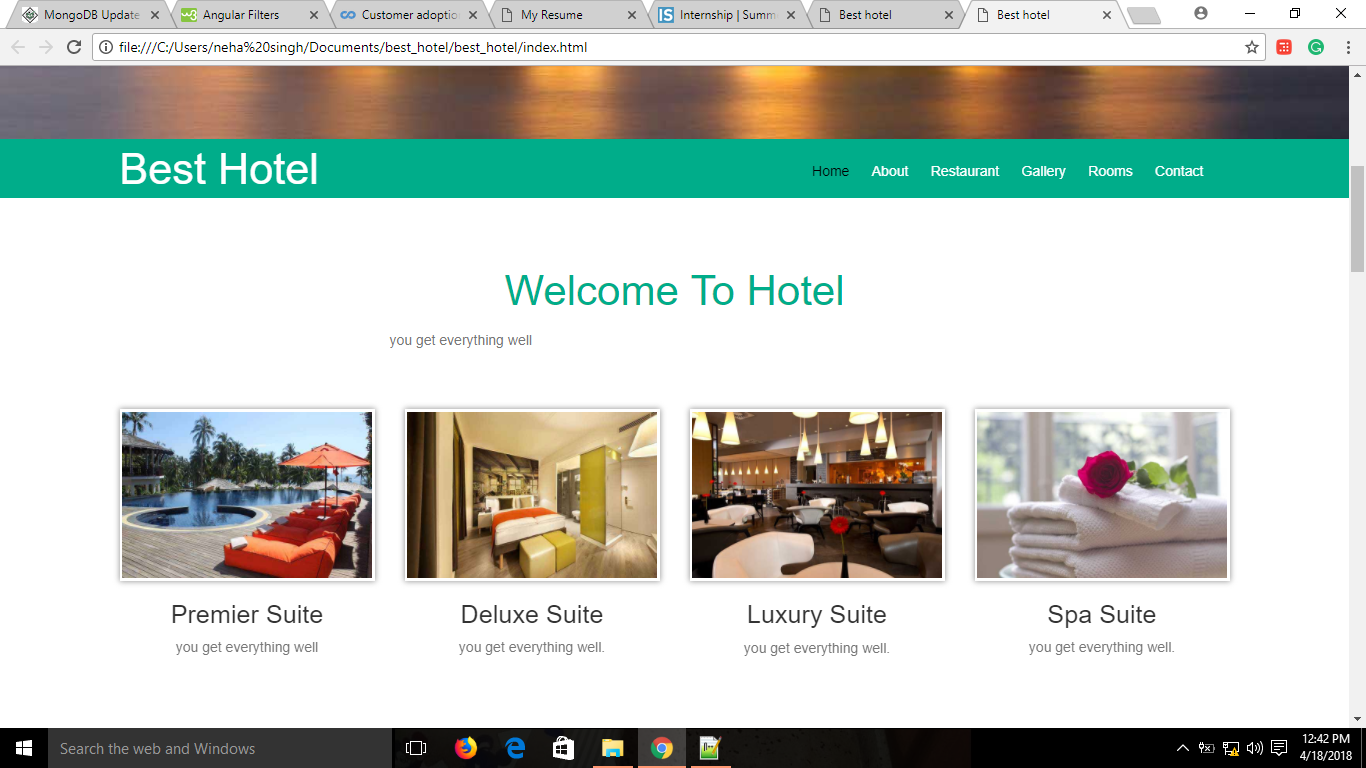 MongoDB Update
Angular Filters
Customer adoptio
My Resume
Internship | Summ
Best hotel
Best hotel
file:///C:/Users/neha%20singh/Documents/best_hotel/best_hotel/index.html
Best Hotel
Home About Restaurant Gallery Rooms Contact
Welcome To Hotel
you get everything well
Premier Suite
you get everything well
Deluxe Suite
you get everything well.
Luxury Suite
you get everything well.
Spa Suite
you get everything well.
Search the web and Windows
12:42 PM
4/18/2018